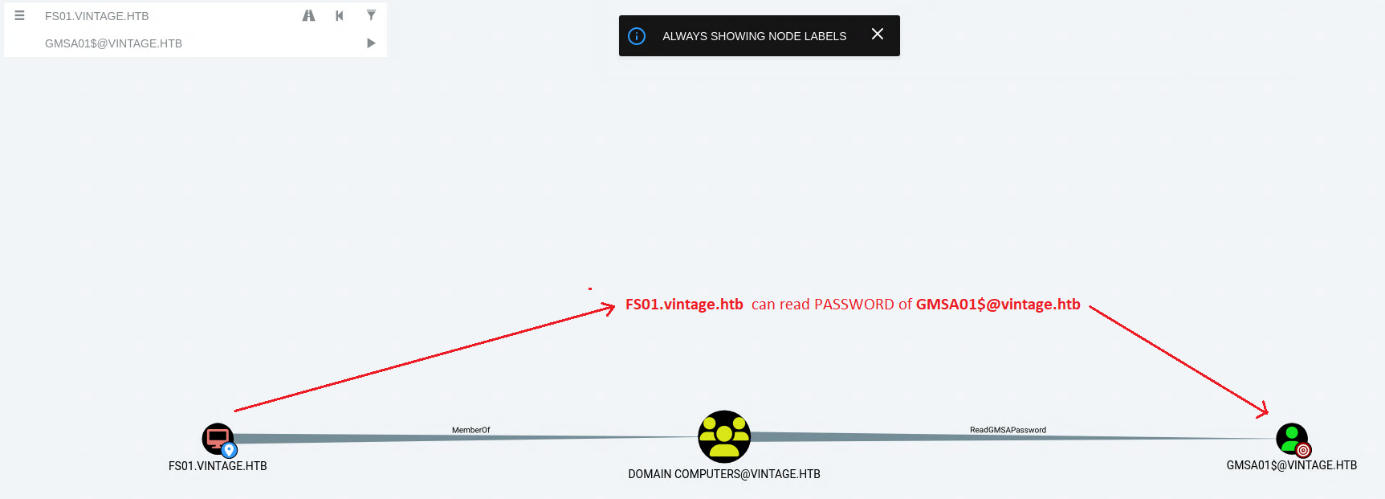 FS01.VINTAGE.HTB
GMSA01$@VINTAGE.HTB
ALWAYS SHOWING NODE LABELS
FS01.vintage.htb can read PASSWORD of GMSA01$@vintage.htb
MemberOf
ReadGMSAPassword
FS01.VINTAGE.HTB
DOMAIN COMPUTERS@VINTAGE.HTB
GMSA01$@VINTAGE.HTB